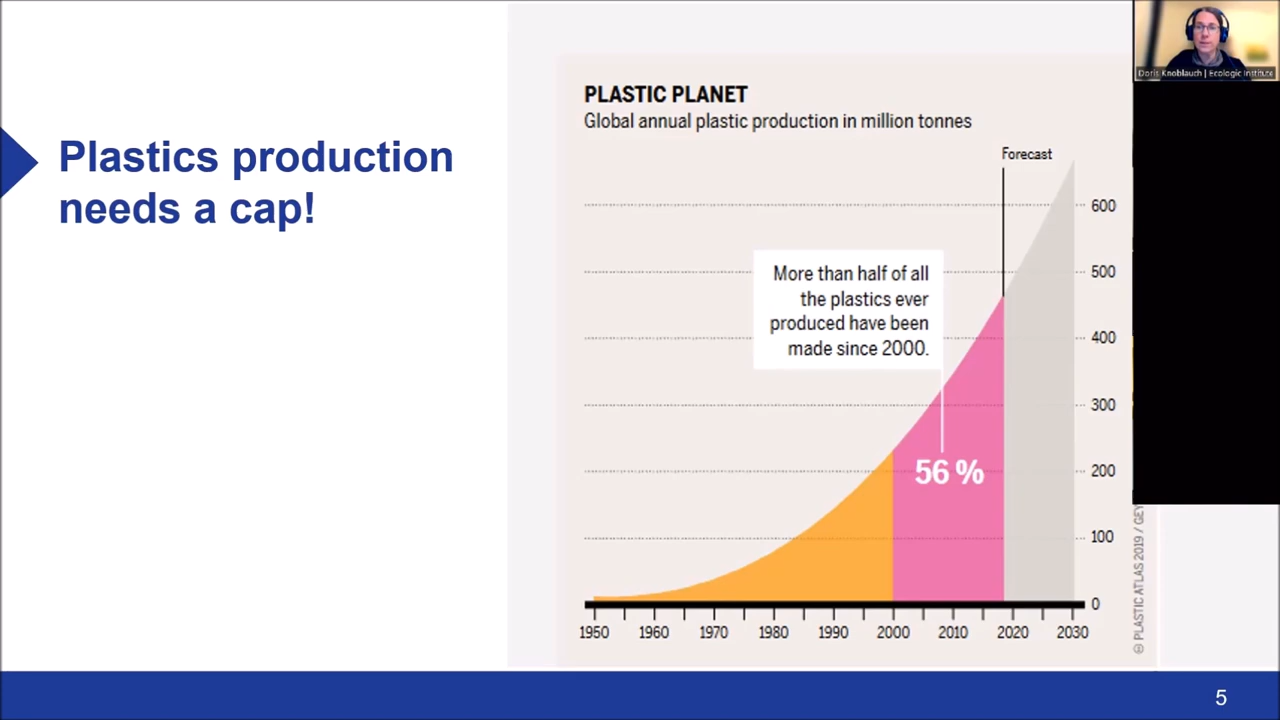 Plastics production
needs a cap!
PLASTIC PLANET
Global annual plastic production in million tonnes
Forecast
600
500
400
300
200
100
0
More than half of all
the plastics ever
produced have been
made since 2000.
56 %
1950 1960 1970 1980 1990 2000 2010 2020 2030
© PLASTIC ATLAS 2019 / GEY
Doris Knoblauch | Ecologic Institute
5